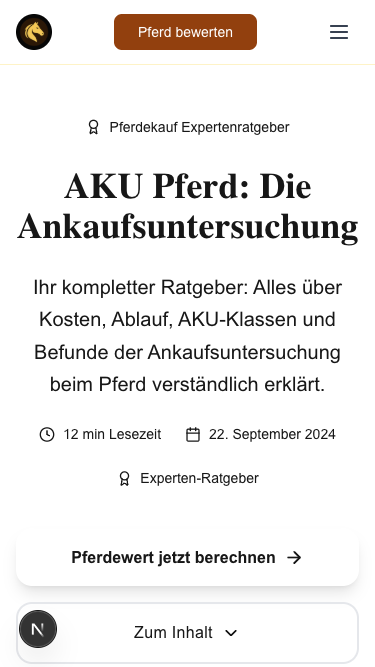 Pferd bewerten
Pferdekauf Expertenratgeber
AKU Pferd: Die
Ankaufsuntersuchung
Ihr kompletter Ratgeber: Alles über
Kosten, Ablauf, AKU-Klassen und
Befunde der Ankaufsuntersuchung
beim Pferd verständlich erklärt.
12 min Lesezeit
22. September 2024
Experten-Ratgeber
Pferdewert jetzt berechnen
Zum Inhalt
N